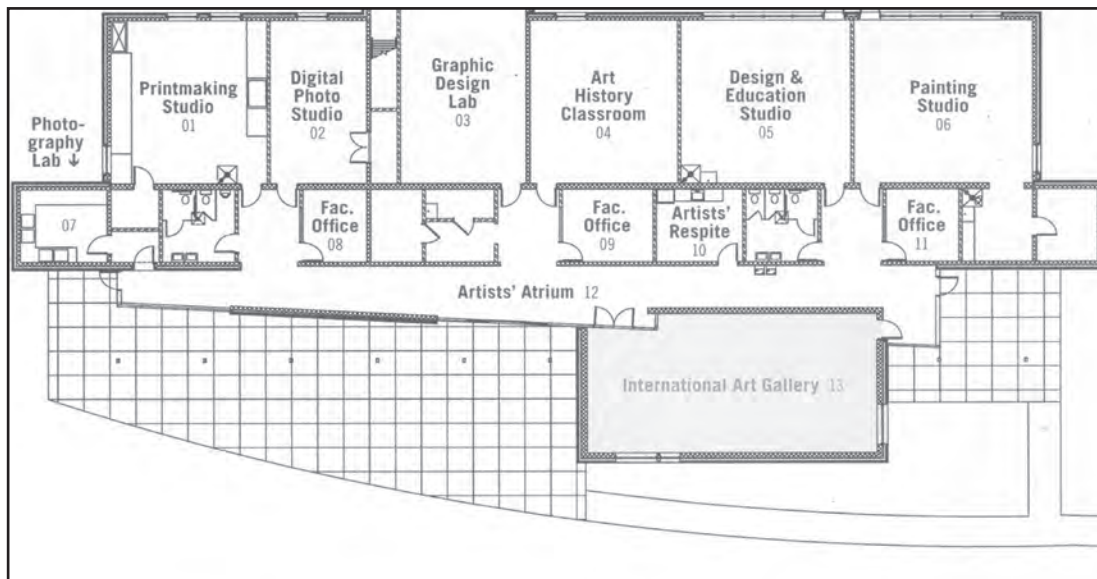 Printmaking
Studio
01
Digital
Photo
Studio
02
Graphic
Design
Lab
03
Art
History
Classroom
04
Design &
Education
Studio
05
Painting
Studio
06
Photo-
graphy
Lab ↓
07
Fac.
Office
08
Fac.
Office
09
Artists'
Respite
10
Fac.
Office
11
Artists' Atrium 12
International Art Gallery 13